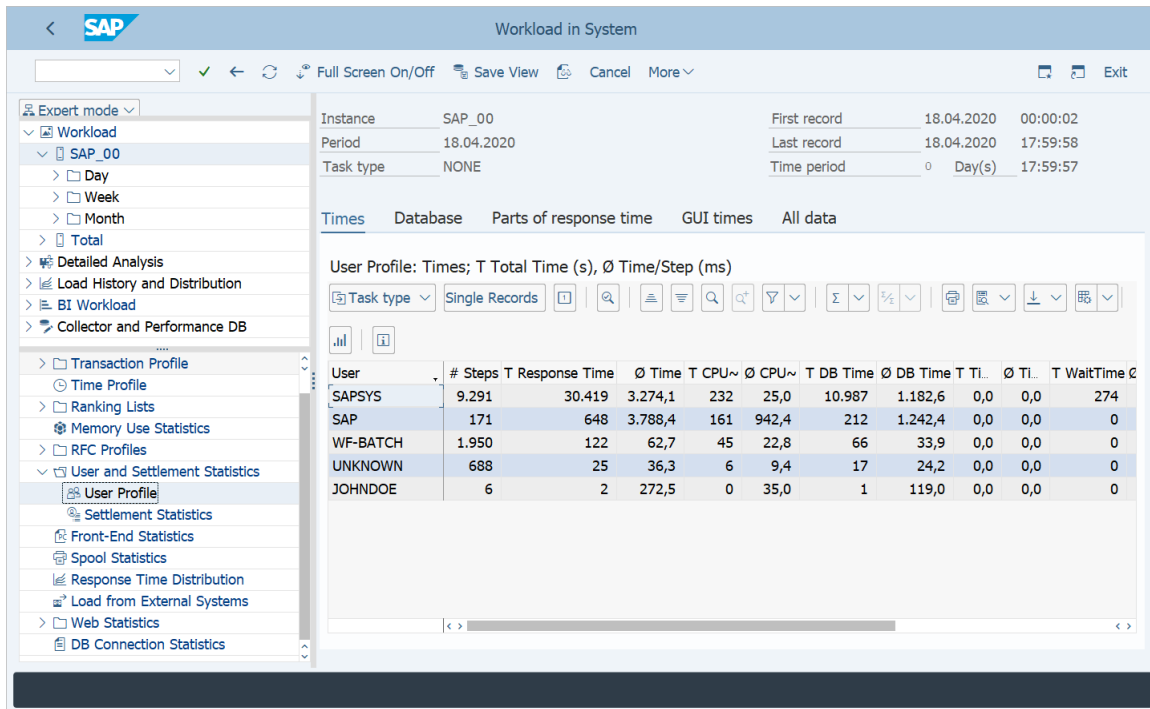 SAP Workload in System
Full Screen On/Off Save View Cancel More Exit
Expert mode
Workload
SAP_00
Day
Week
Month
Total
Detailed Analysis
Load History and Distribution
BI Workload
Collector and Performance DB
Transaction Profile
Time Profile
Ranking Lists
Memory Use Statistics
RFC Profiles
User and Settlement Statistics
User Profile
Settlement Statistics
Front-End Statistics
Spool Statistics
Response Time Distribution
Load from External Systems
Web Statistics
DB Connection Statistics
Instance SAP_00 First record 18.04.2020 00:00:02
Period 18.04.2020 Last record 18.04.2020 17:59:58
Task type NONE Time period 0 Day(s) 17:59:57
Times Database Parts of response time GUI times All data
User Profile: Times; T Total Time (s), Ø Time/Step (ms)
Task type Single Records
User # Steps T Response Time Ø Time T CPU~ Ø CPU~ T DB Time Ø DB Time T Ti... Ø Ti... T WaitTime Ø
SAPSYS 9.291 30.419 3.274,1 232 25,0 10.987 1.182,6 0,0 0,0 274
SAP 171 648 3.788,4 161 942,4 212 1.242,4 0,0 0,0 0
WF-BATCH 1.950 122 62,7 45 22,8 66 33,9 0,0 0,0 0
UNKNOWN 688 25 36,3 6 9,4 17 24,2 0,0 0,0 0
JOHNDOE 6 2 272,5 0 35,0 1 119,0 0,0 0,0 0